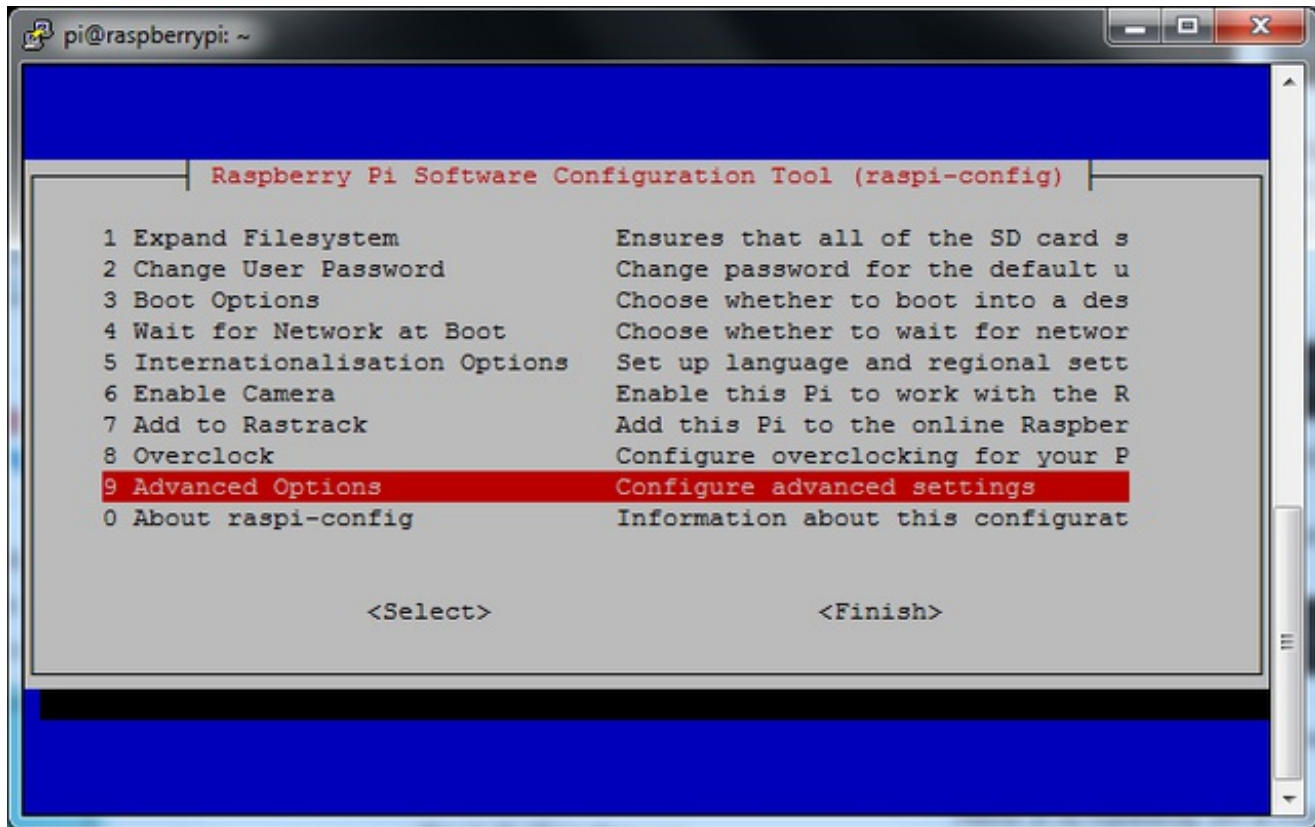 pi@raspberrypi: ~
Raspberry Pi Software Configuration Tool (raspi-config)
1 Expand Filesystem Ensures that all of the SD card s
2 Change User Password Change password for the default u
3 Boot Options Choose whether to boot into a des
4 Wait for Network at Boot Choose whether to wait for networ
5 Internationalisation Options Set up language and regional sett
6 Enable Camera Enable this Pi to work with the R
7 Add to Rastrack Add this Pi to the online Raspber
8 Overclock Configure overclocking for your P
9 Advanced Options Configure advanced settings
0 About raspi-config Information about this configurat
<Select> <Finish>